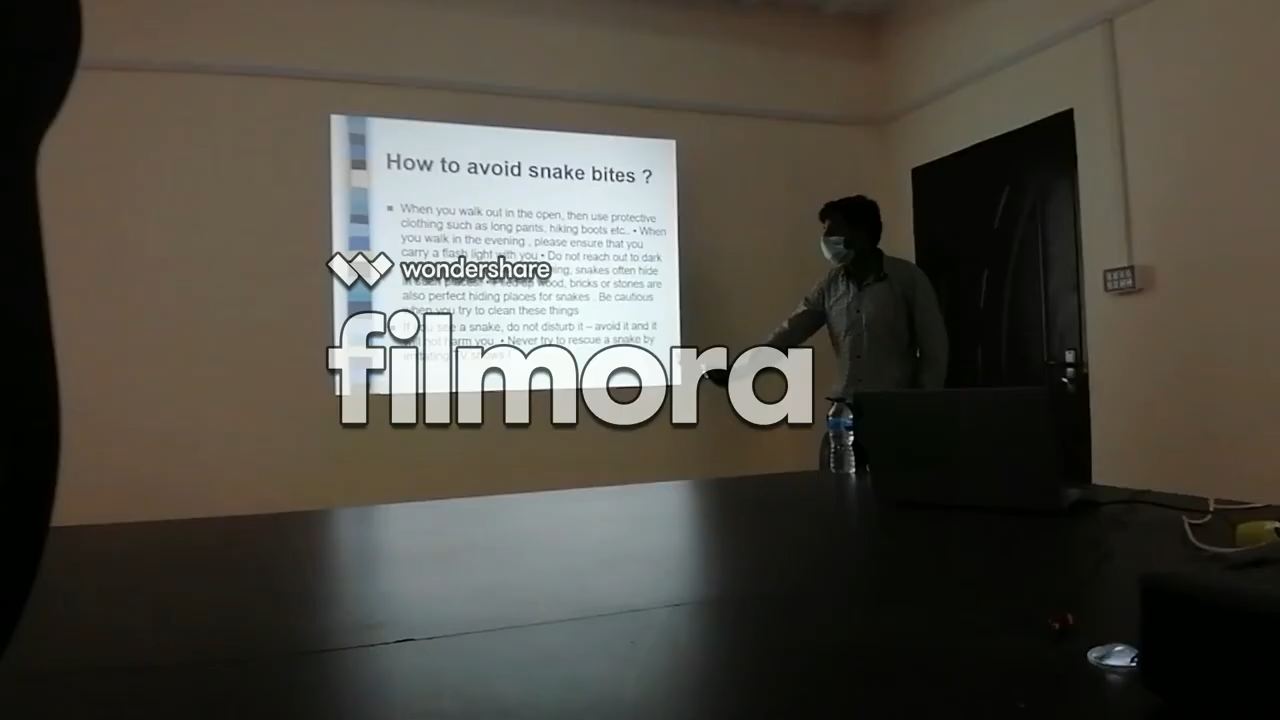 How to avoid snake bites ?
When you walk out in the open, then use protective
clothing such as long pants, hiking boots etc.. • When
you walk in the evening , please ensure that you
carry a flash light with you • Do not reach out to dark
wondershare
ing, snakes often hide
wood, bricks or stones are
also perfect hiding places for snakes . Be cautious
when you try to clean these things
If you see a snake, do not disturb it – avoid it and it
not harm you • Never try to rescue a snake by
filmora